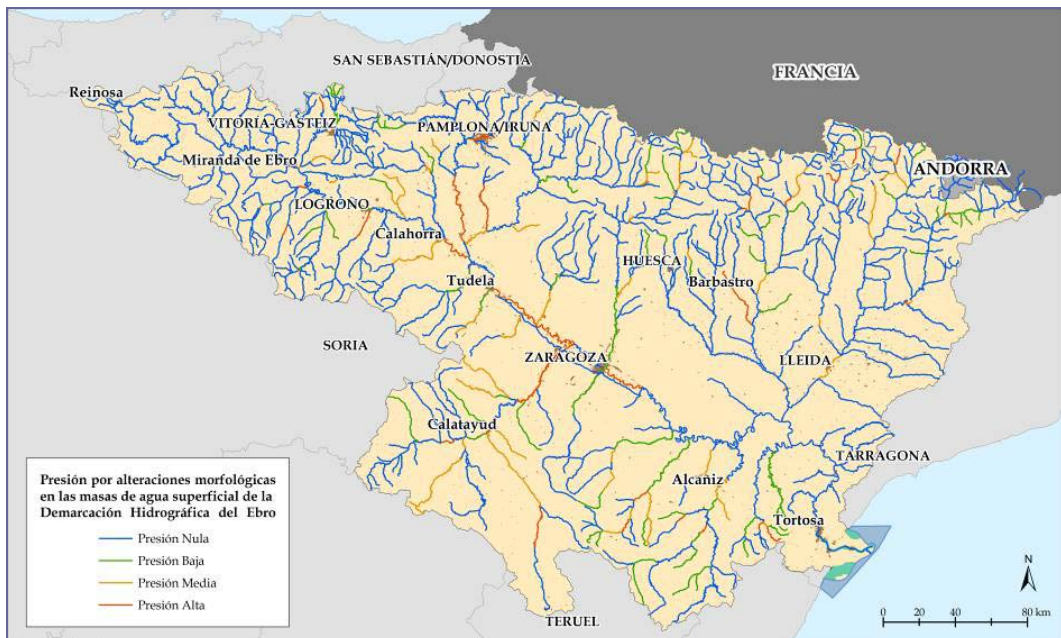 SAN SEBASTIÁN/DONOSTIA
FRANCIA
Reinosa
VITORIA-GASTEIZ
PAMPLONA/IRUNA
Miranda de Ebro
ANDORRA
LOGROÑO
Calahorra
HUESCA
Tudela
Barbastro
SORIA
ZARAGOZA
LLEIDA
Calatayud
TARRAGONA
Alcañiz
Tortosa
TERUEL
Presión por alteraciones morfológicas
en las masas de agua superficial de la
Demarcación Hidrográfica del Ebro
Presión Nula
Presión Baja
Presión Media
Presión Alta
N
0 20 40 80 km